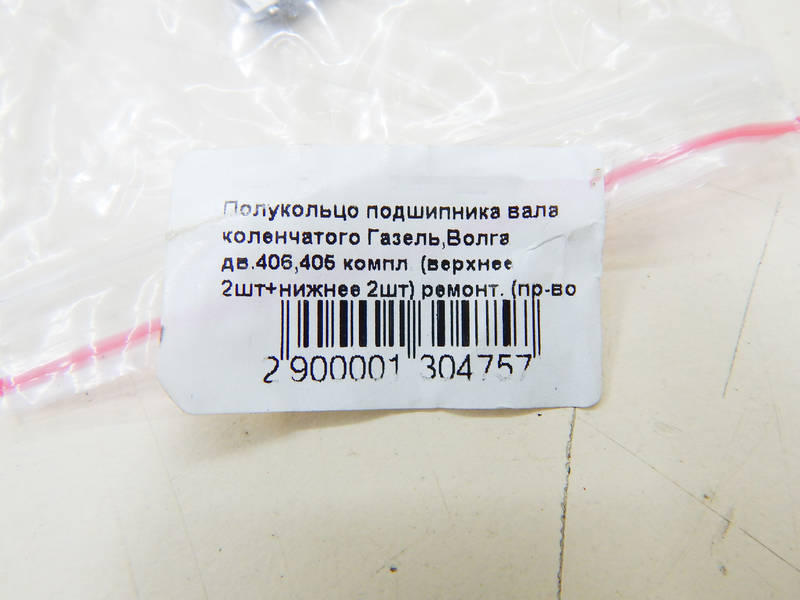 Полукольцо подшипника вала
коленчатого Газель,Волга
дв.406,405 компл. (верхнее
2шт+нижнее 2шт) ремонт. (пр-во
2 900001 304757